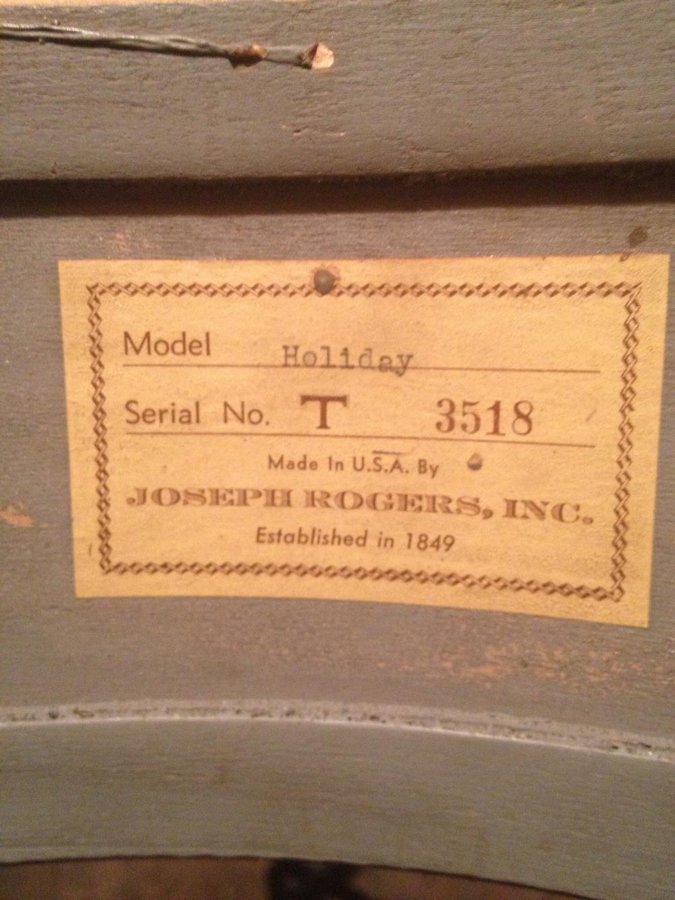 Model Holiday
Serial No. T 3518
Made In U.S.A. By
JOSEPH ROGERS, INC.
Established in 1849